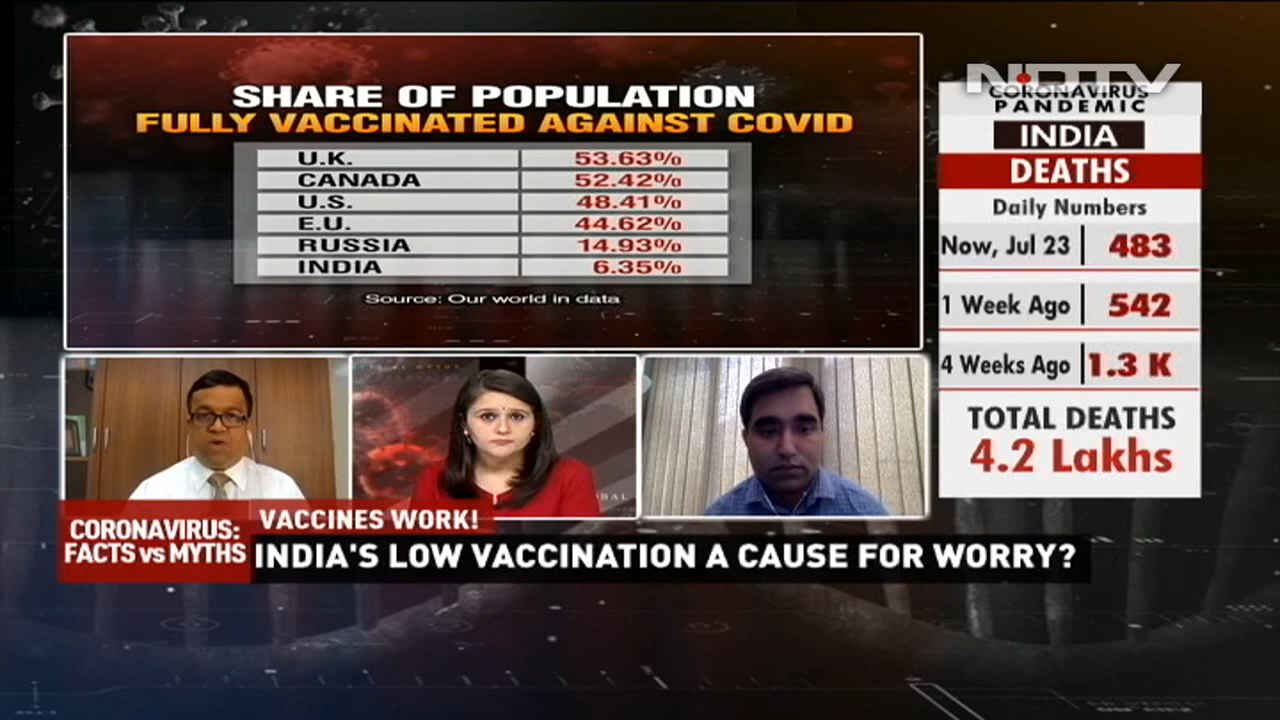 SHARE OF POPULATION
FULLY VACCINATED AGAINST COVID
U.K. 53.63%
CANADA 52.42%
U.S. 48.41%
E.U. 44.62%
RUSSIA 14.93%
INDIA 6.35%
Source: Our world in data
NDTV
CORONAVIRUS
PANDEMIC
INDIA
DEATHS
Daily Numbers
Now, Jul 23 483
1 Week Ago 542
4 Weeks Ago 1.3 K
TOTAL DEATHS
4.2 Lakhs
CORONAVIRUS:
FACTS vs MYTHS
VACCINES WORK!
INDIA'S LOW VACCINATION A CAUSE FOR WORRY?